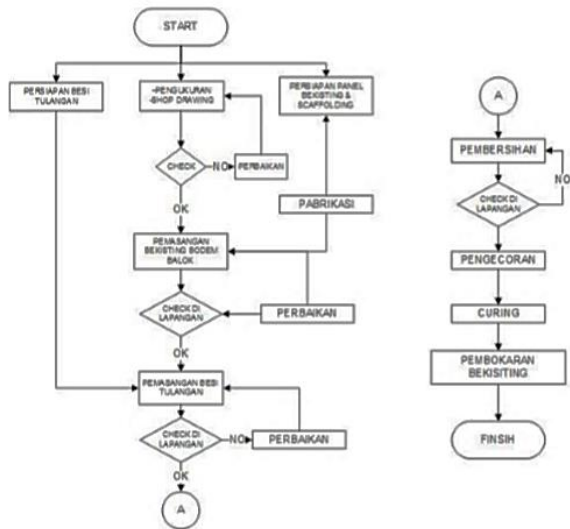 START
PERSIAPAN BESI
TULANGAN
-PENGUKURAN
-SHOP DRAWING
PERSIAPAN PANEL
BEKISTING &
SCAFFOLDING
CHECK
NO
PERBAIKAN
OK
PABRIKASI
PEMASANGAN
BEKISTING BODEM
BALOK
CHECK DI
LAPANGAN
PERBAIKAN
OK
PEMASANGAN BESI
TULANGAN
CHECK DI
LAPANGAN
NO
PERBAIKAN
OK
A
A
PEMBERSIHAN
NO
CHECK DI
LAPANGAN
PENGECORAN
CURING
PEMBOKARAN
BEKISITING
FINSIH